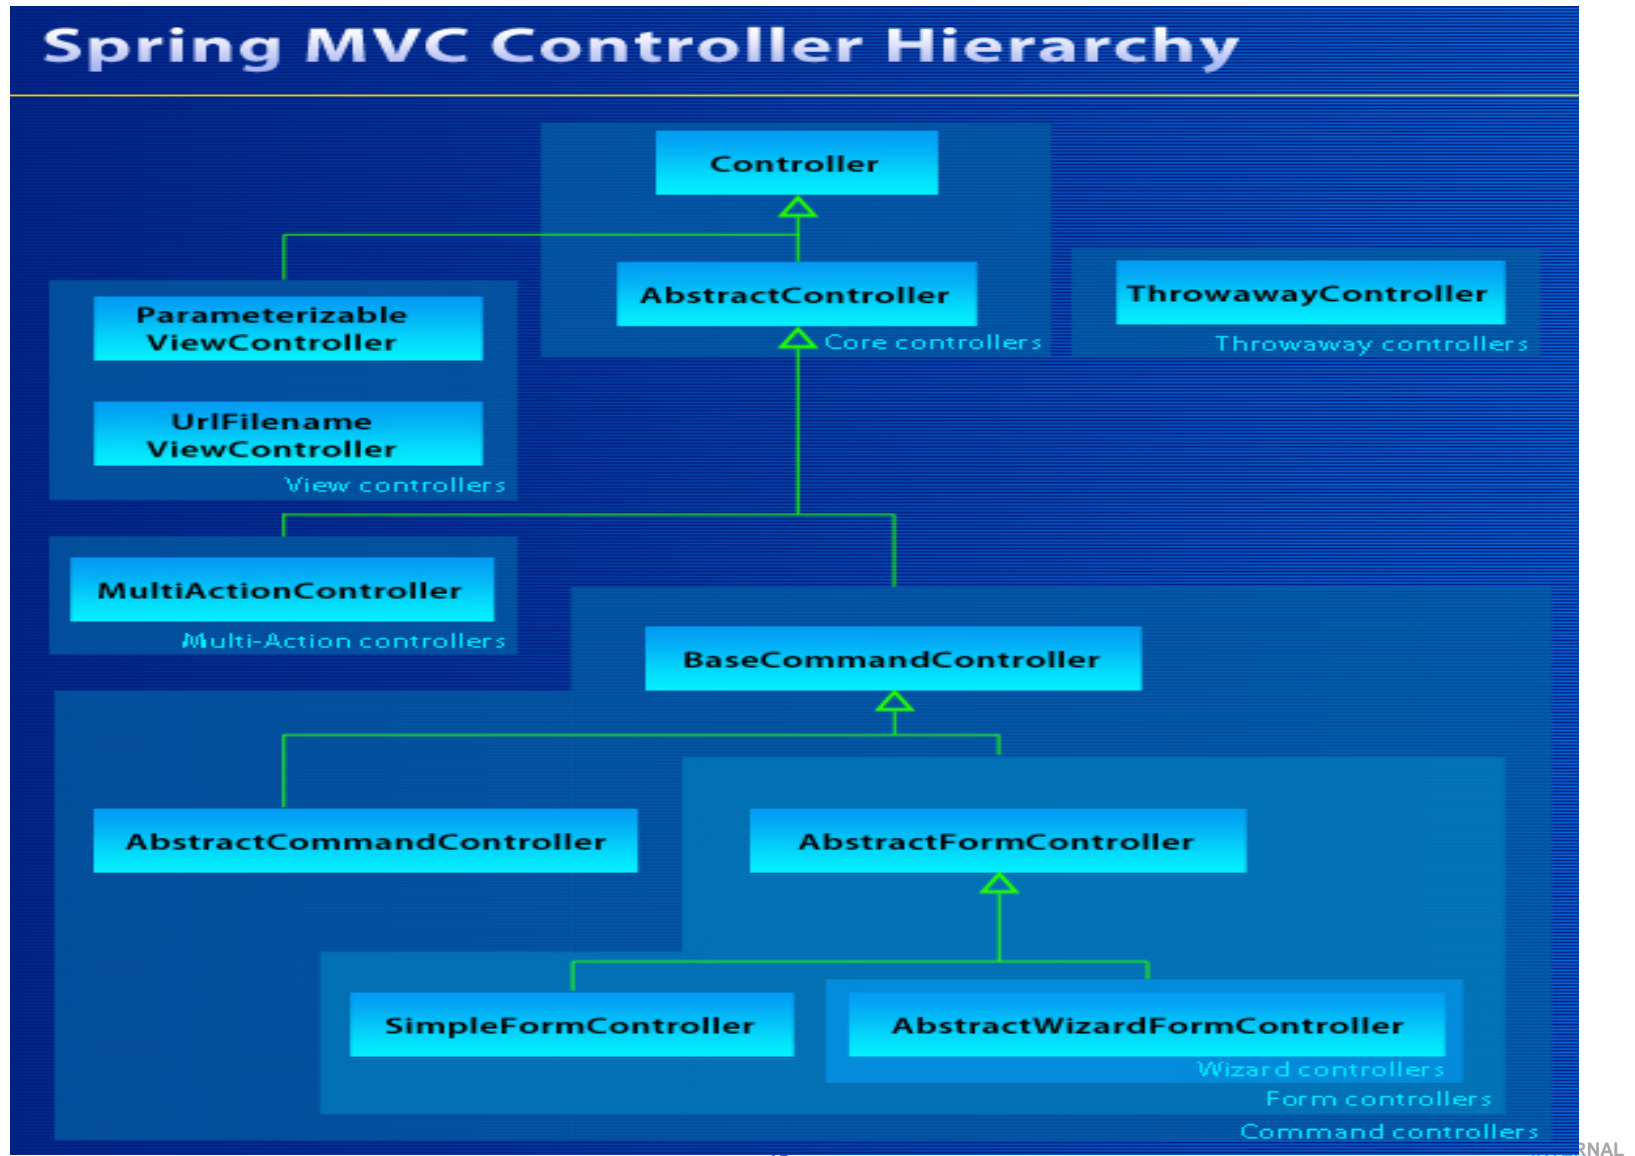 Spring MVC Controller Hierarchy
Controller
AbstractController
Core controllers
ThrowawayController
Throwaway controllers
Parameterizable
ViewController
UrlFilename
ViewController
View controllers
MultiActionController
Multi-Action controllers
BaseCommandController
AbstractCommandController
AbstractFormController
SimpleFormController
AbstractWizardFormController
Wizard controllers
Form controllers
Command controllers